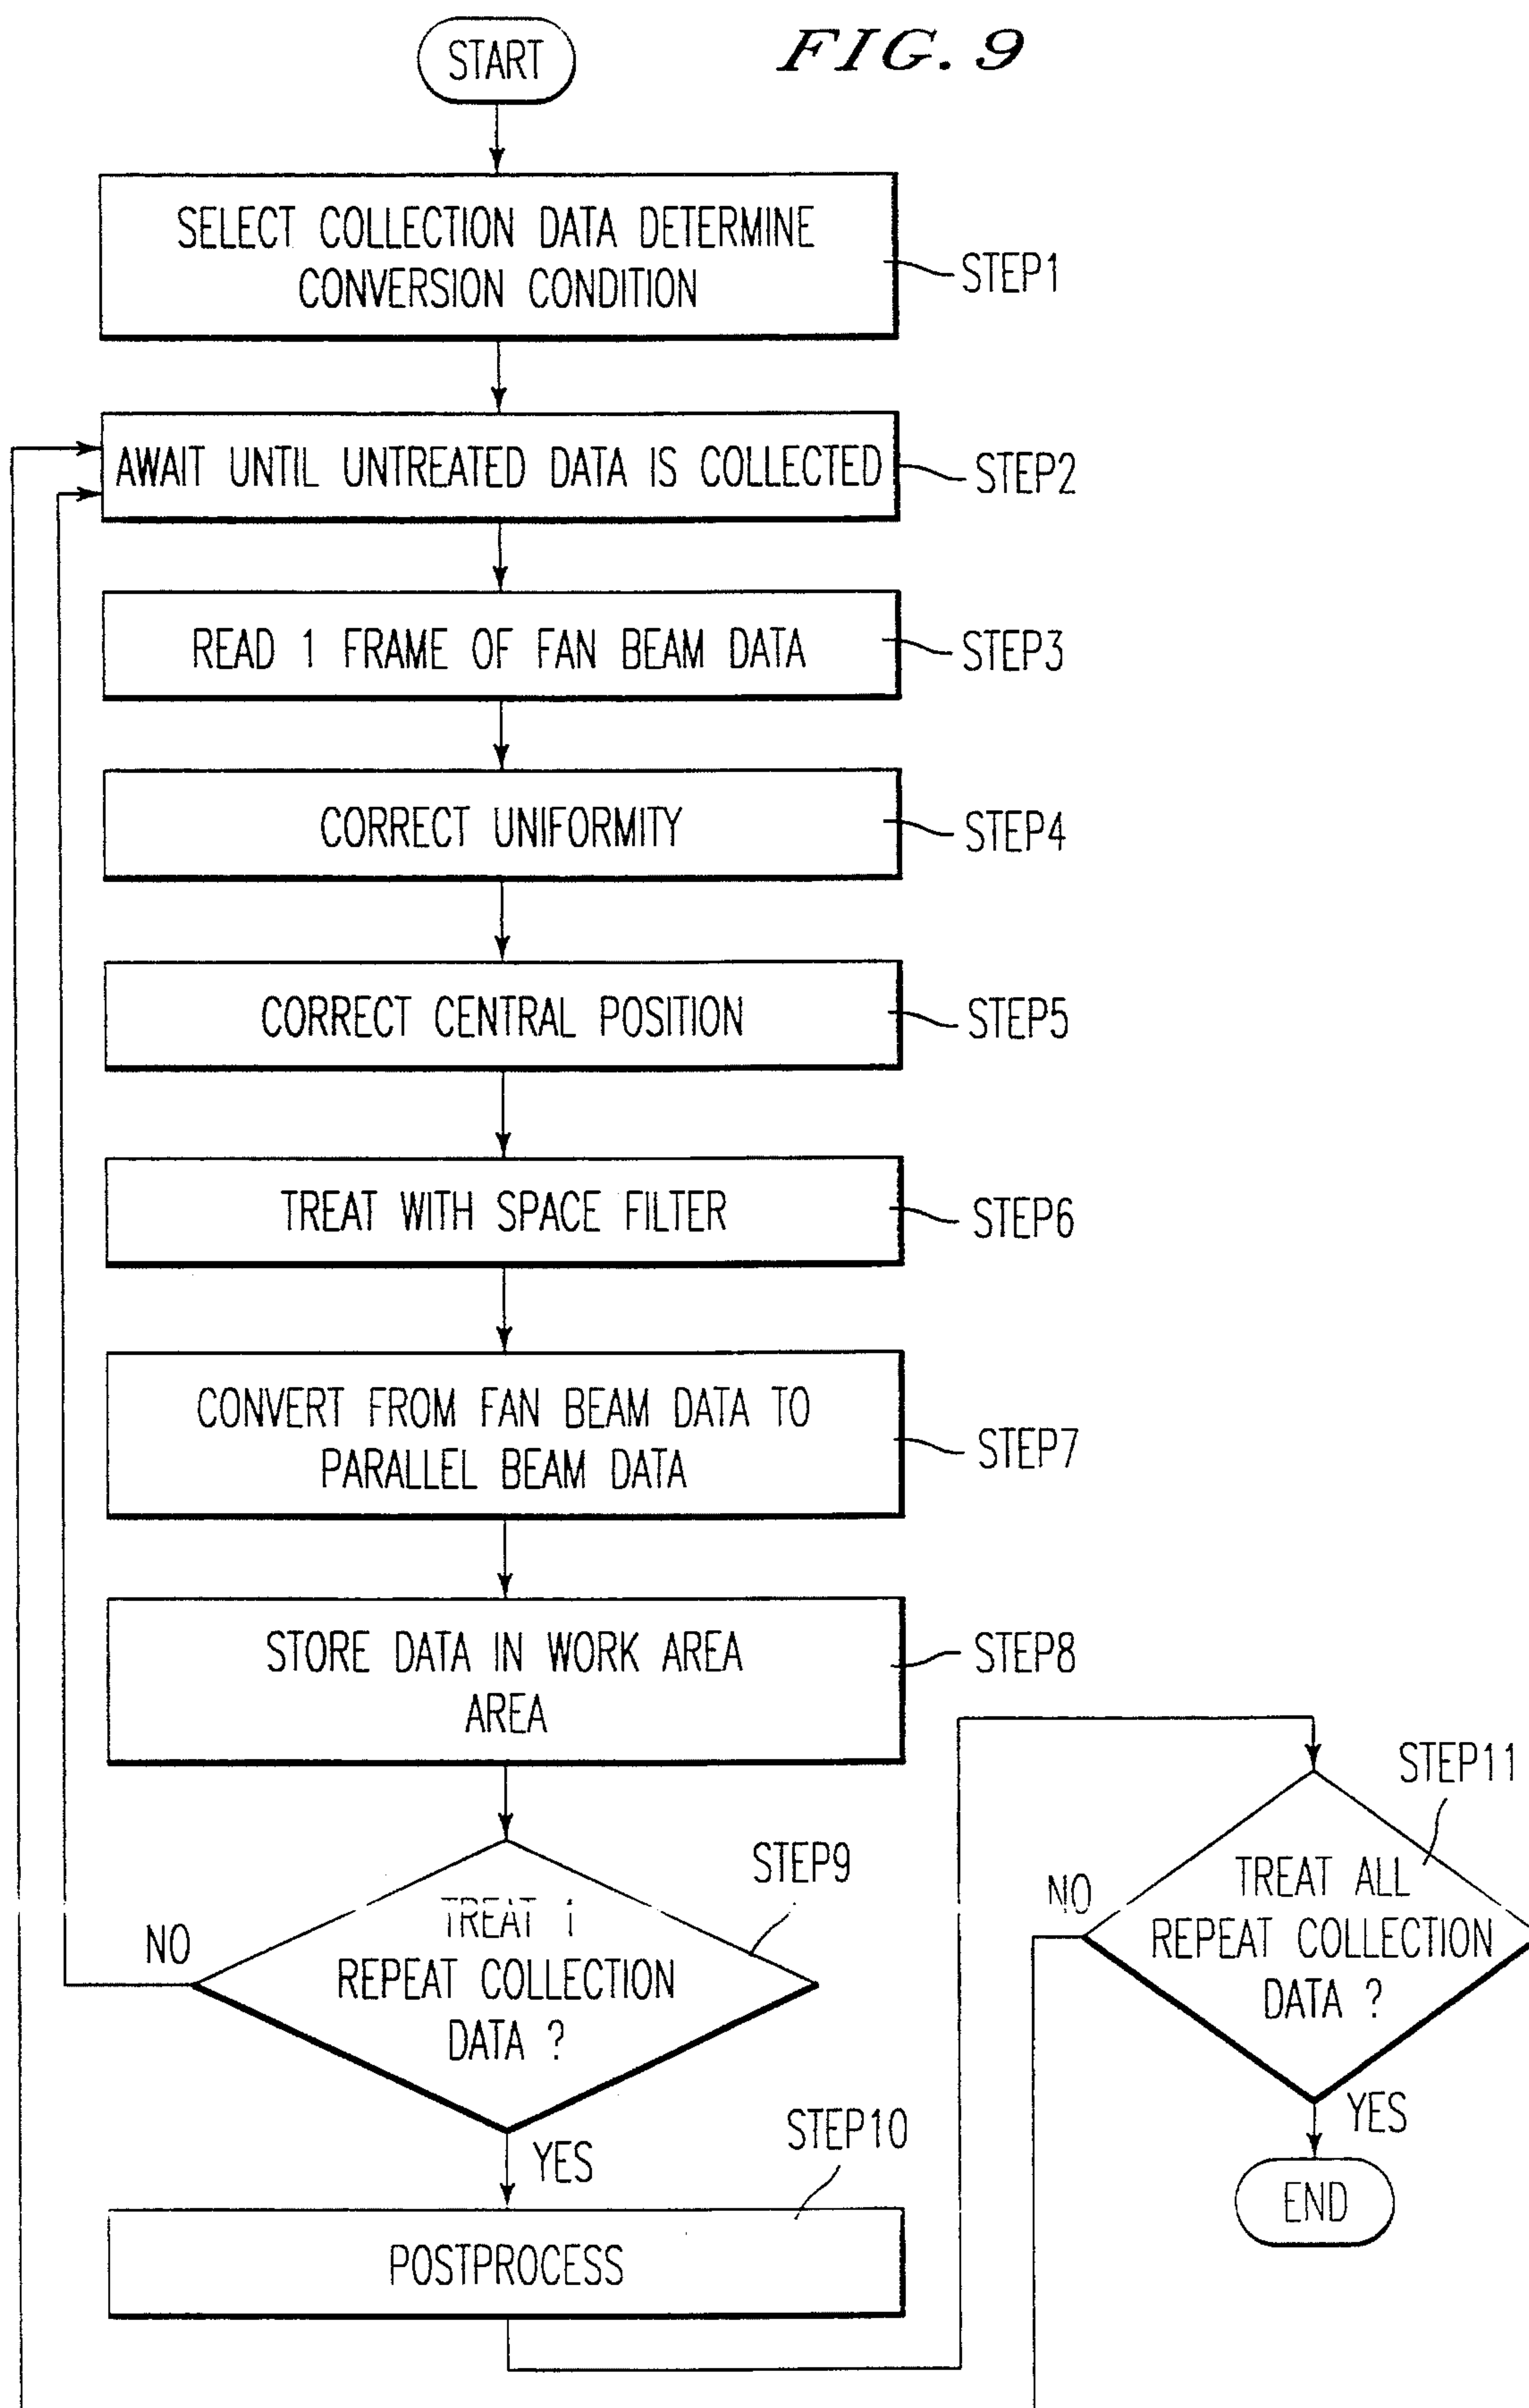 FIG. 9
START
SELECT COLLECTION DATA DETERMINE
CONVERSION CONDITION
STEP1
AWAIT UNTIL UNTREATED DATA IS COLLECTED
STEP2
READ 1 FRAME OF FAN BEAM DATA
STEP3
CORRECT UNIFORMITY
STEP4
CORRECT CENTRAL POSITION
STEP5
TREAT WITH SPACE FILTER
STEP6
CONVERT FROM FAN BEAM DATA TO
PARALLEL BEAM DATA
STEP7
STORE DATA IN WORK AREA
AREA
STEP8
STEP9
TREAT 1
REPEAT COLLECTION
DATA ?
NO
YES
STEP10
POSTPROCESS
STEP11
TREAT ALL
REPEAT COLLECTION
DATA ?
NO
YES
END